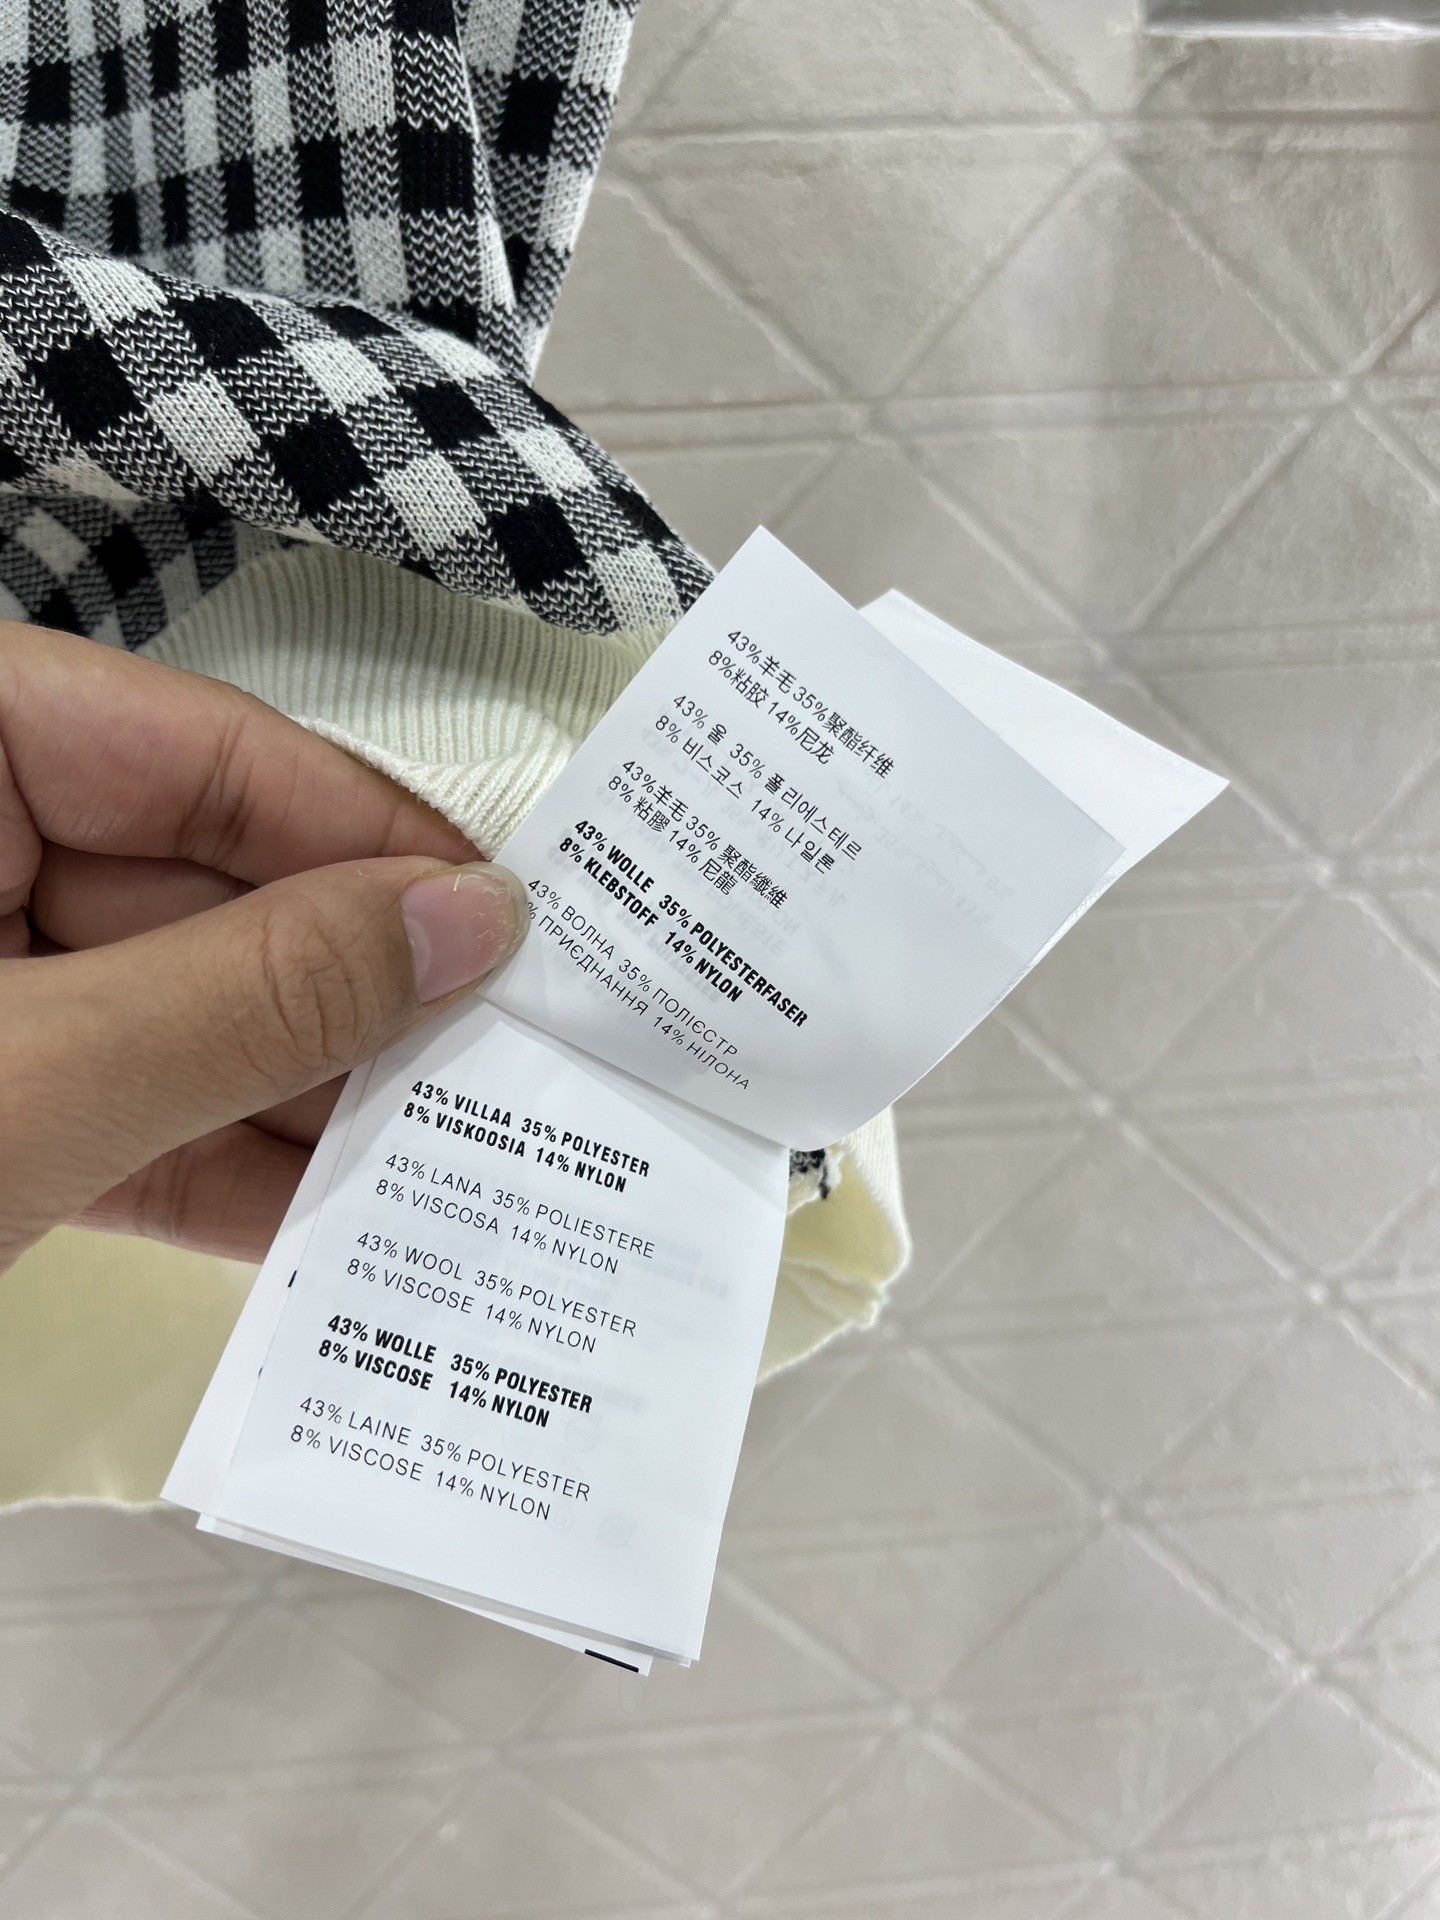 43%羊毛 35%聚酯纤维
8%粘胶 14%尼龙
43% 울 35% 폴리에스테르
8% 비스코스 14% 나일론
43%羊毛 35% 聚酯纖維
8% 粘膠 14% 尼龍
43% WOLLE 35% POLYESTERFASER
8% KLEBSTOFF 14% NYLON
43% ВОЛНА 35% ПОЛІЄСТР
% ПРИЄДНАННЯ 14% НІЛОНА
43% VILLAA 35% POLYESTER
8% VISKOOSIA 14% NYLON
43% LANA 35% POLIESTERE
8% VISCOSA 14% NYLON
43% WOOL 35% POLYESTER
8% VISCOSE 14% NYLON
43% WOLLE 35% POLYESTER
8% VISCOSE 14% NYLON
43% LAINE 35% POLYESTER
8% VISCOSE 14% NYLON